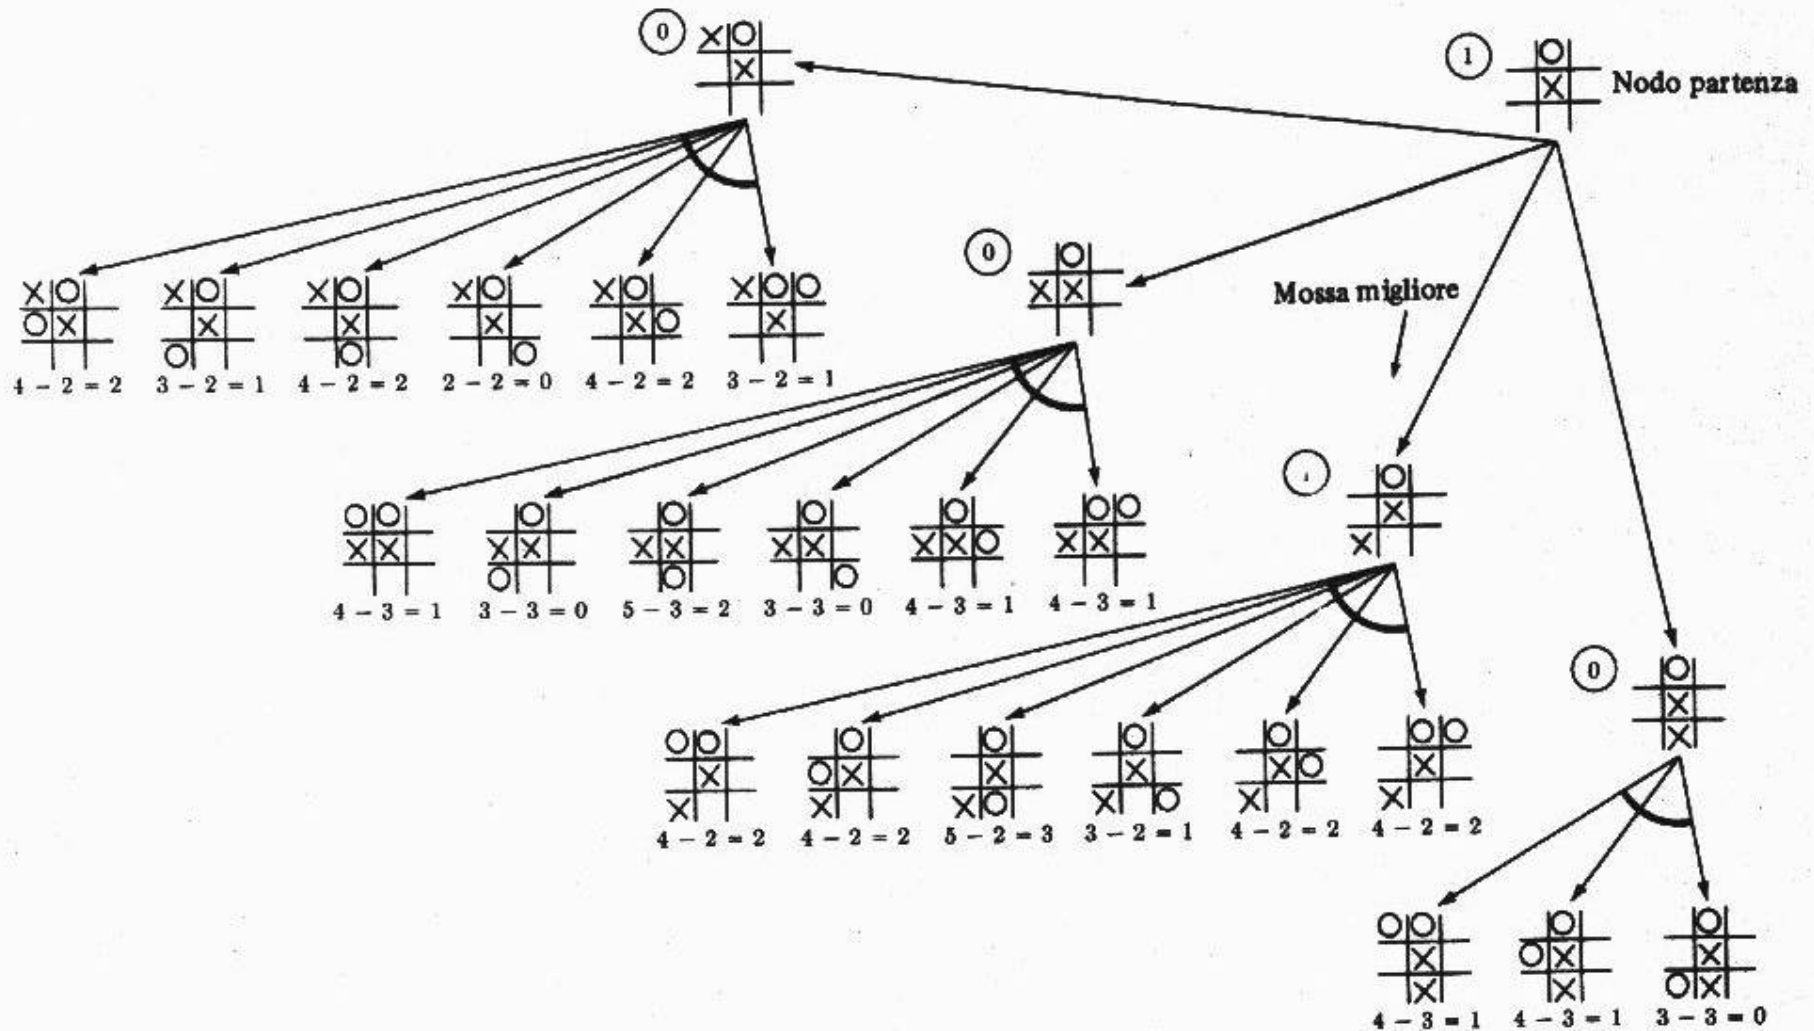 0
1
Nodo partenza
0
Mossa migliore
4 – 2 = 2
3 – 2 = 1
4 – 2 = 2
2 – 2 = 0
4 – 2 = 2
3 – 2 = 1
4 – 3 = 1
3 – 3 = 0
5 – 3 = 2
3 – 3 = 0
4 – 3 = 1
4 – 3 = 1
0
4 – 2 = 2
4 – 2 = 2
5 – 2 = 3
3 – 2 = 1
4 – 2 = 2
4 – 2 = 2
4 – 3 = 1
4 – 3 = 1
3 – 3 = 0